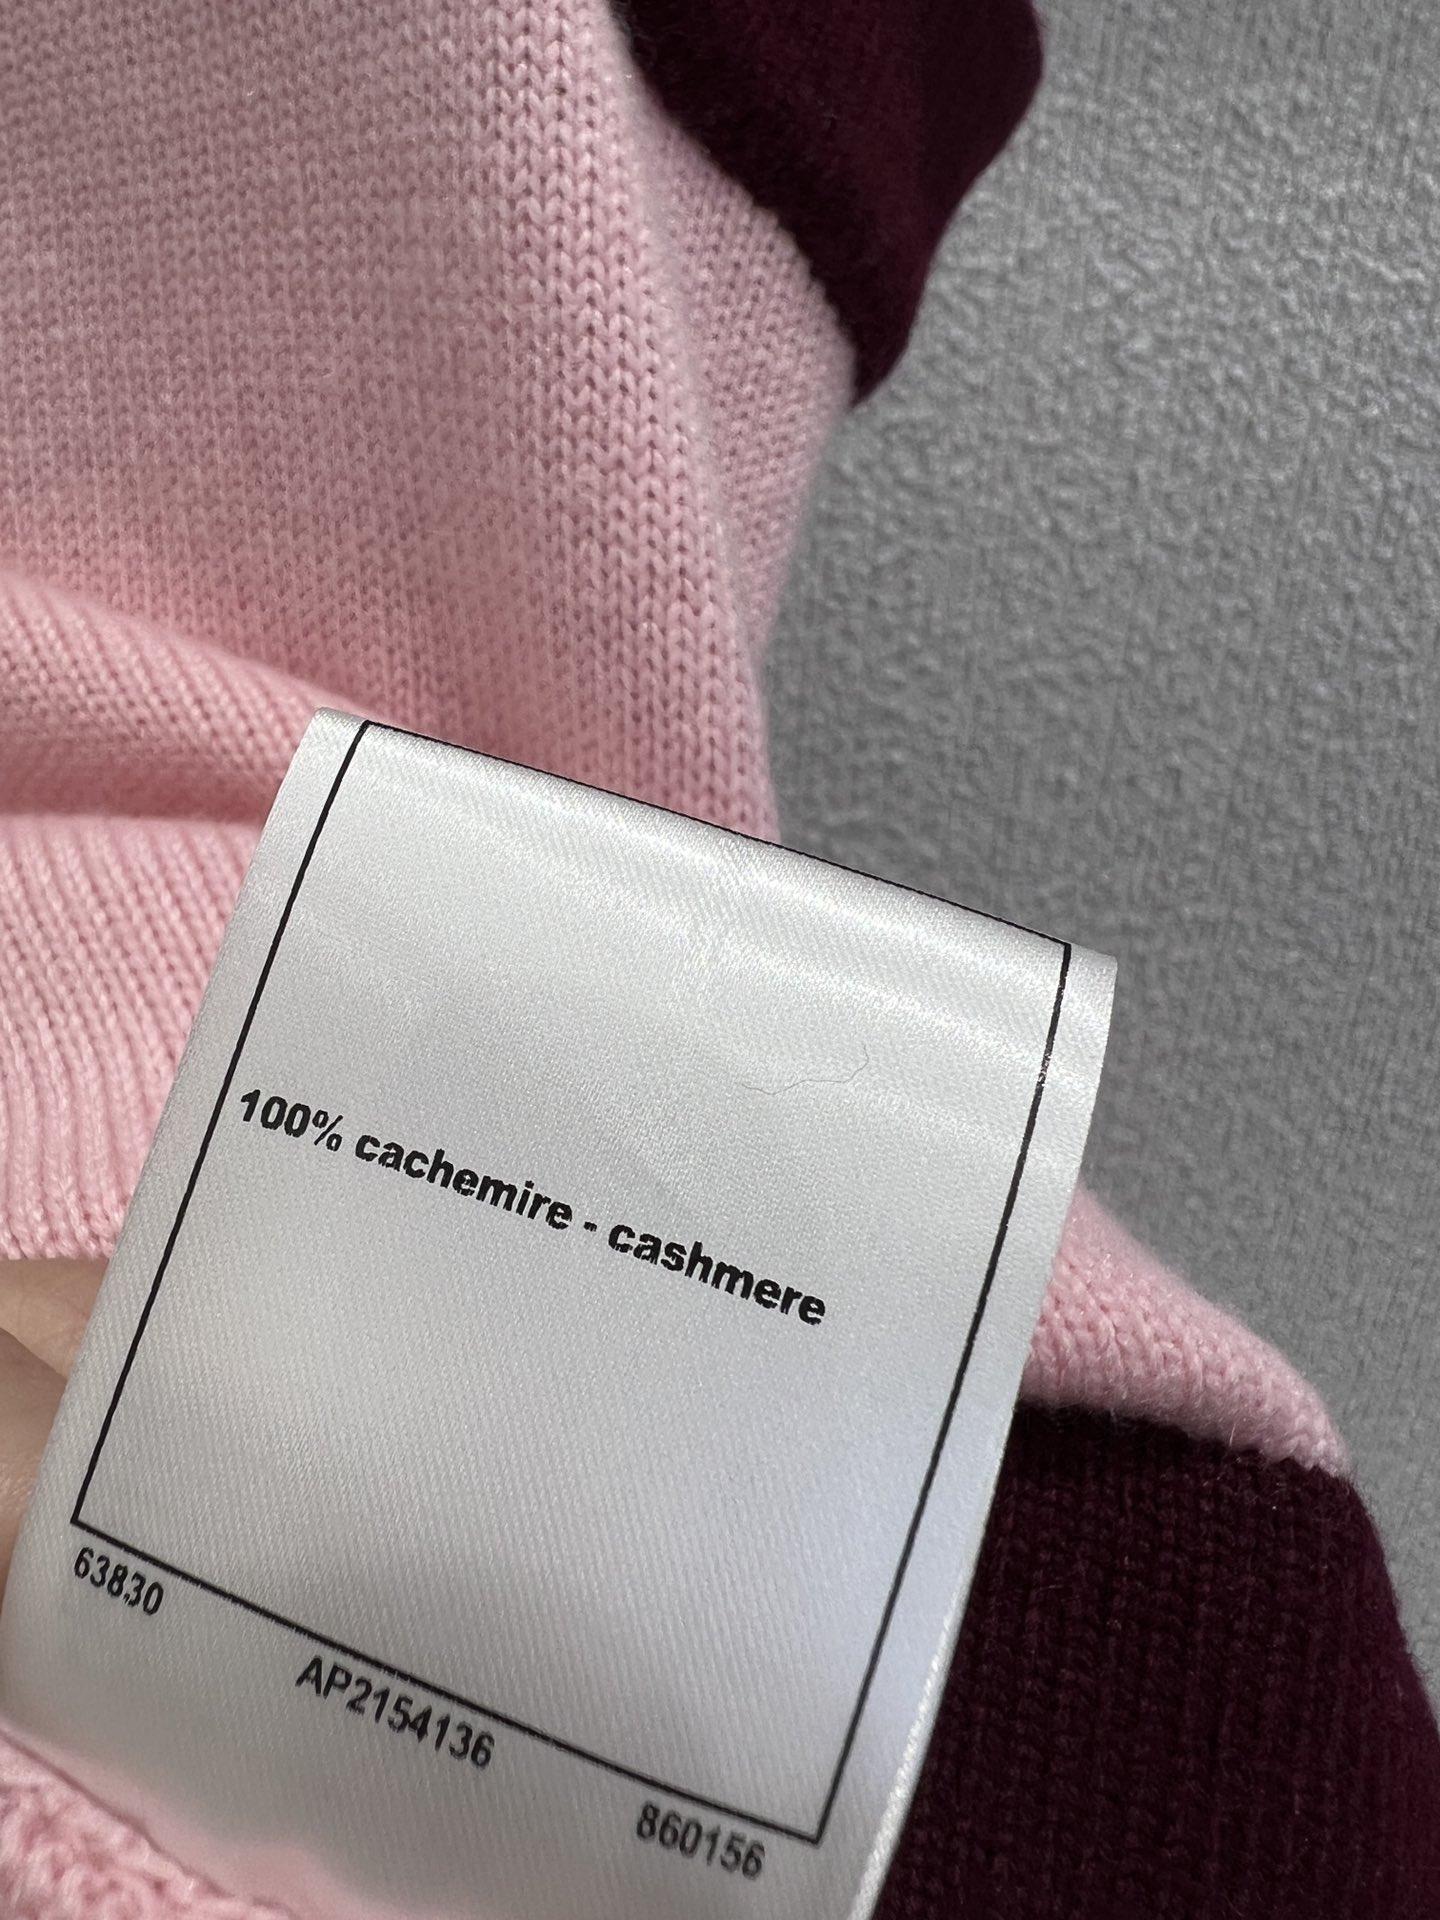 100% cachemire - cashmere
63830
AP2154136
860156